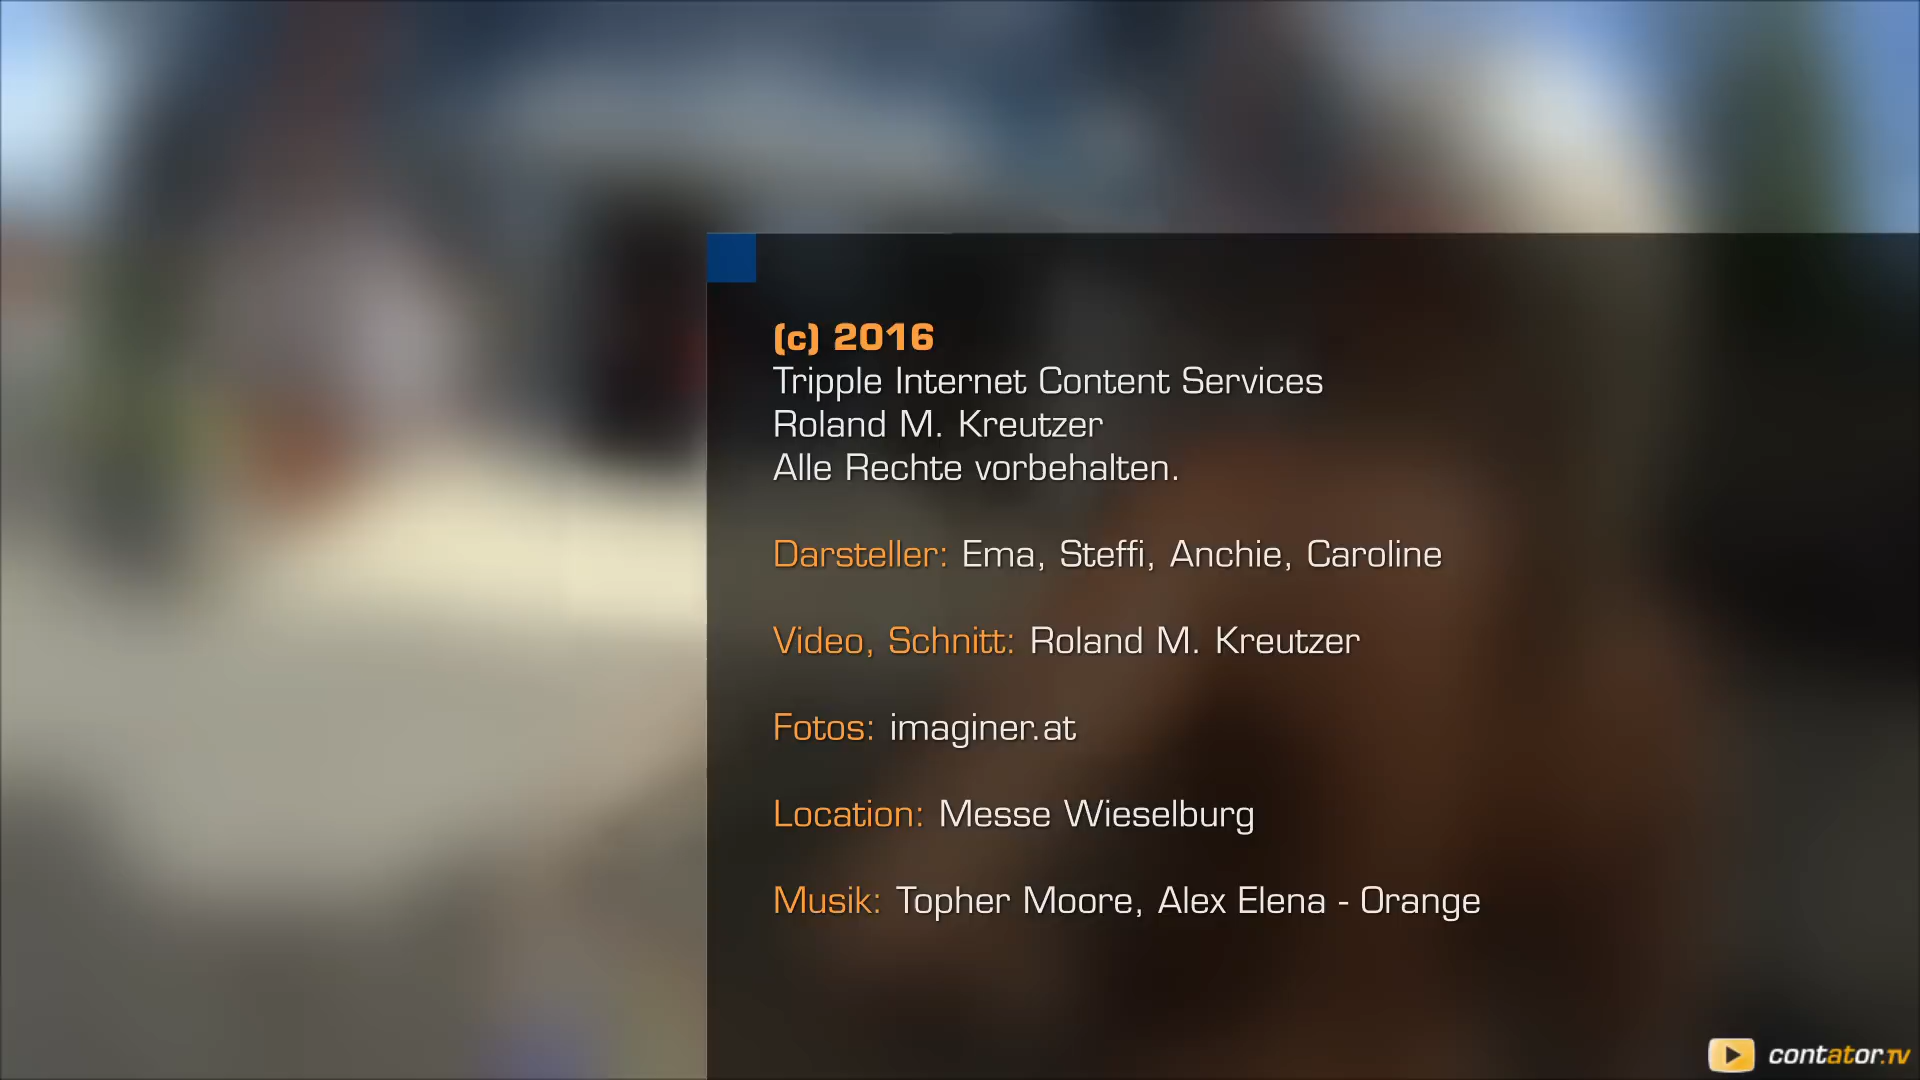 (c) 2016
Tripple Internet Content Services
Roland M. Kreutzer
Alle Rechte vorbehalten.
Darsteller: Ema, Steffi, Anchie, Caroline
Video, Schnitt: Roland M. Kreutzer
Fotos: imaginer.at
Location: Messe Wieselburg
Musik: Topher Moore, Alex Elena - Orange
contator.TV